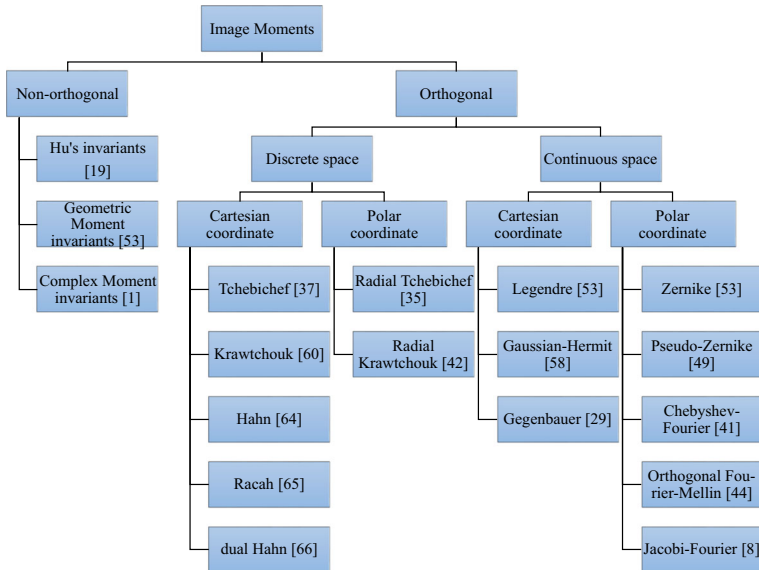 Image Moments
Non-orthogonal
Orthogonal
Hu's invariants
[19]
Geometric
Moment
invariants [53]
Complex Moment
invariants [1]
Discrete space
Continuous space
Cartesian
coordinate
Polar
coordinate
Cartesian
coordinate
Polar
coordinate
Tchebichef [37]
Krawtchouk [60]
Hahn [64]
Racah [65]
dual Hahn [66]
Radial Tchebichef
[35]
Radial
Krawtchouk [42]
Legendre [53]
Gaussian-Hermit
[58]
Gegenbauer [29]
Zernike [53]
Pseudo-Zernike
[49]
Chebyshev-
Fourier [41]
Orthogonal Fou-
rier-Mellin [44]
Jacobi-Fourier [8]